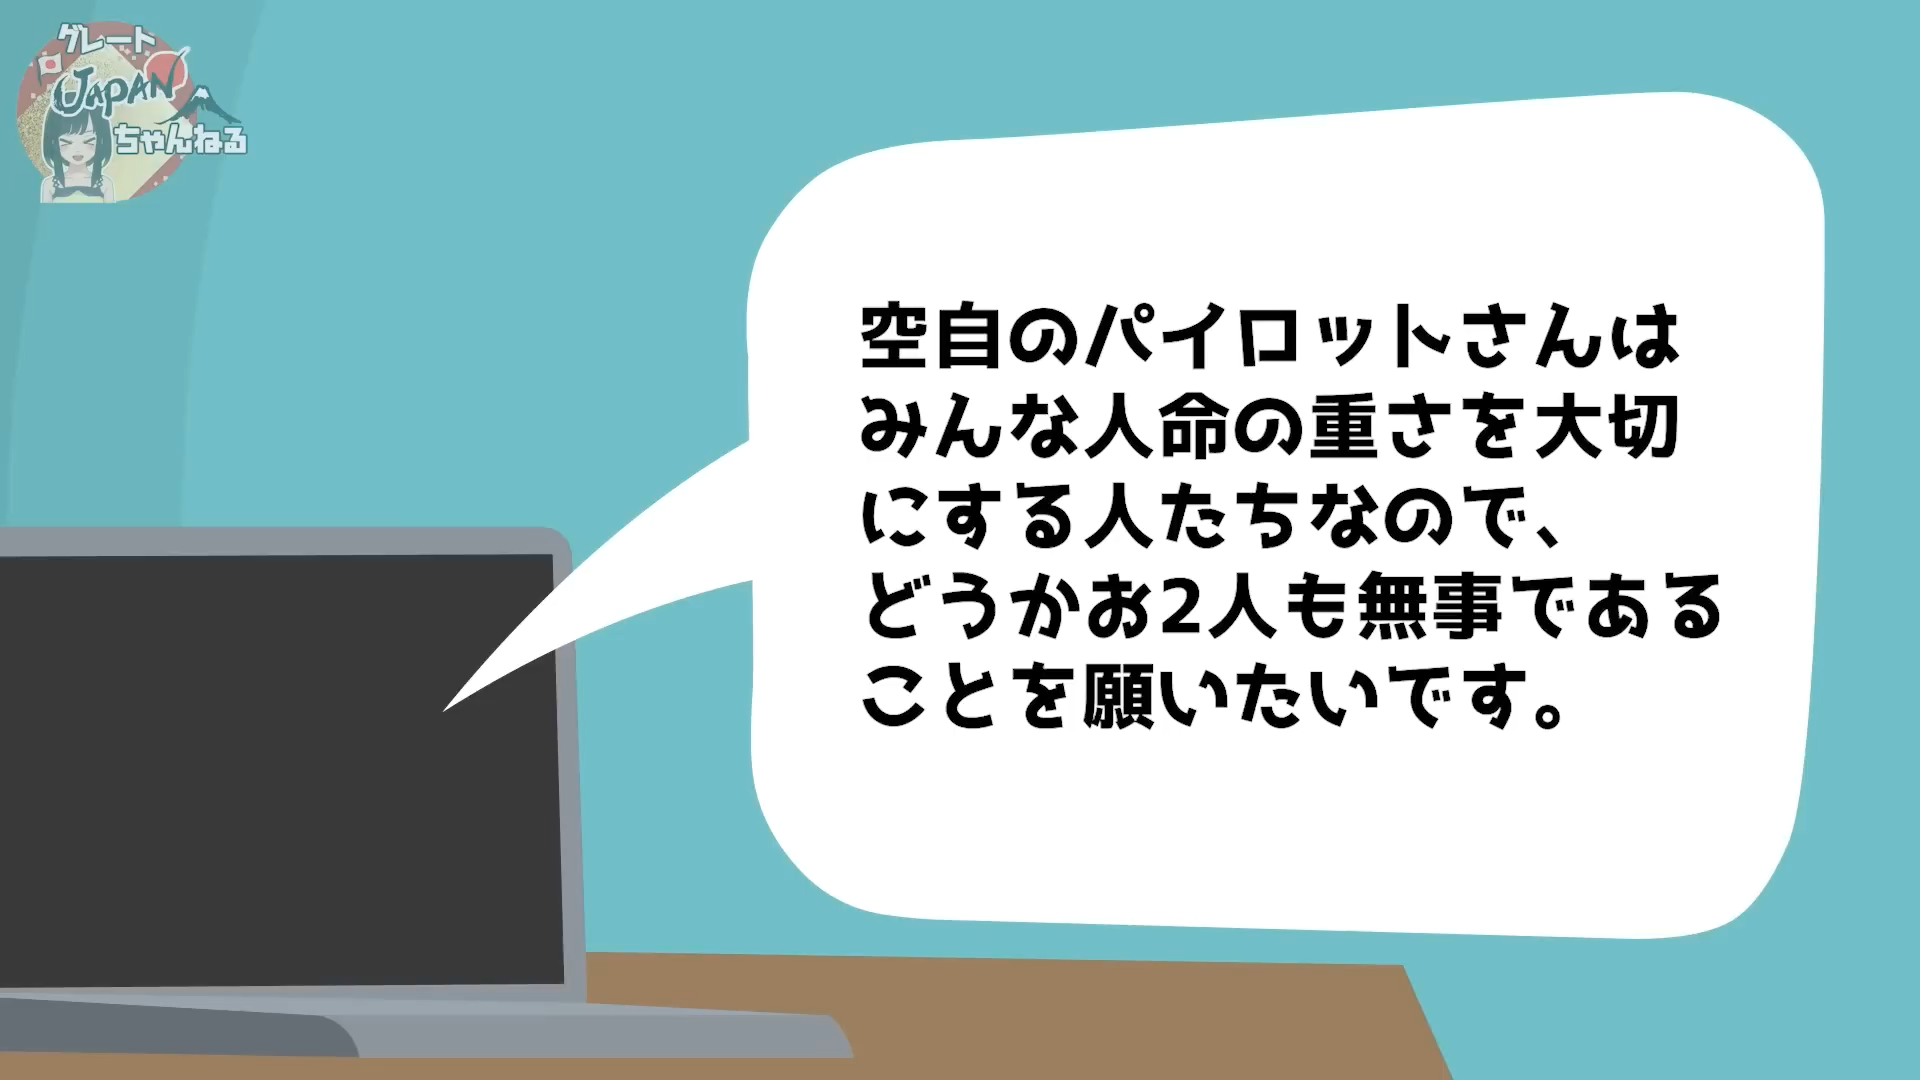 グレート
JAPAN
ちゃんねる
空自のパイロットさんは
みんな人命の重さを大切
にする人たちなので、
どうかお2人も無事である
ことを願いたいです。